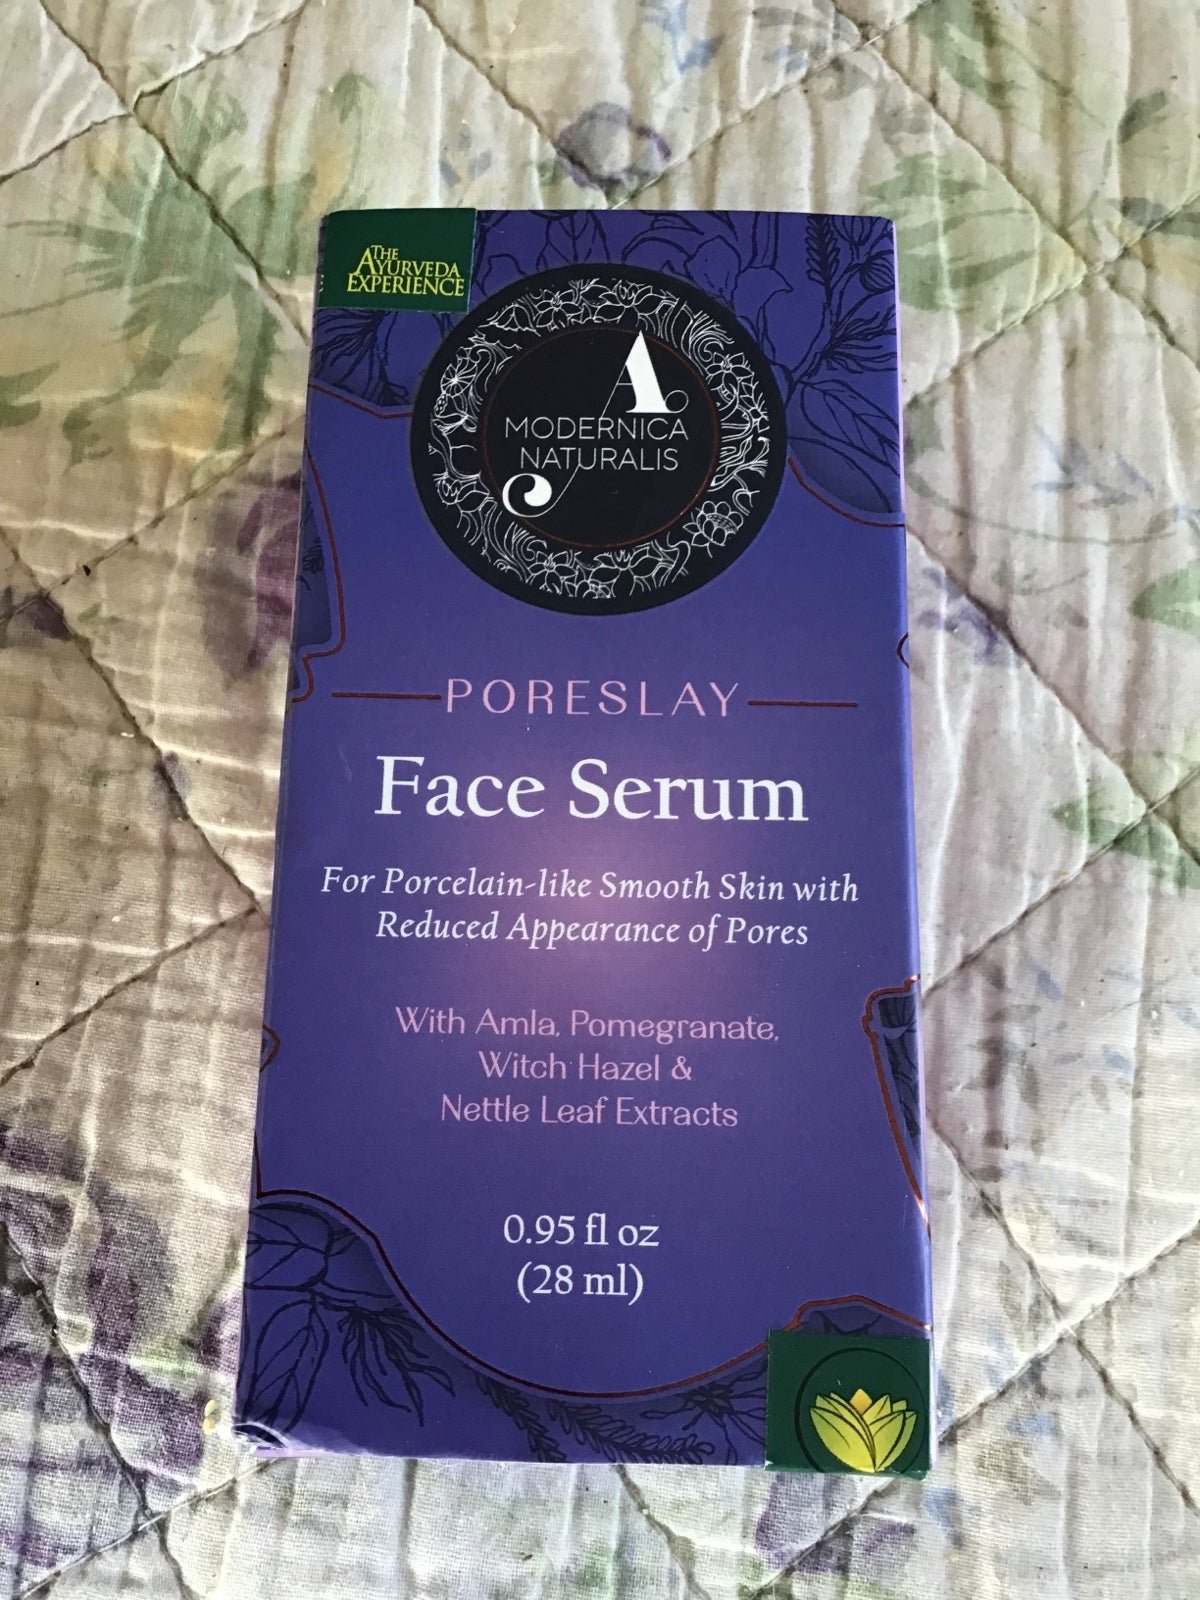 THE
AYURVEDA
EXPERIENCE
A
MODERNICA
NATURALIS
PORESLAY
Face Serum
For Porcelain-like Smooth Skin with
Reduced Appearance of Pores
With Amla, Pomegranate,
Witch Hazel &
Nettle Leaf Extracts
0.95 fl oz
(28 ml)